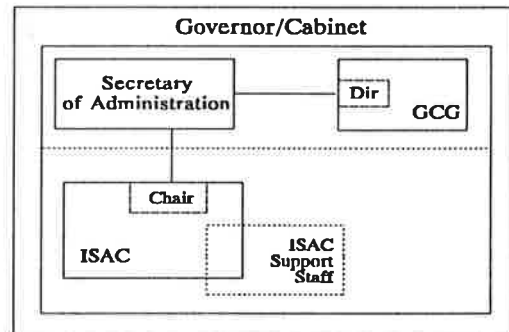 Governor/Cabinet
Secretary
of Administration
Dir
GCG
Chair
ISAC
ISAC
Support
Staff